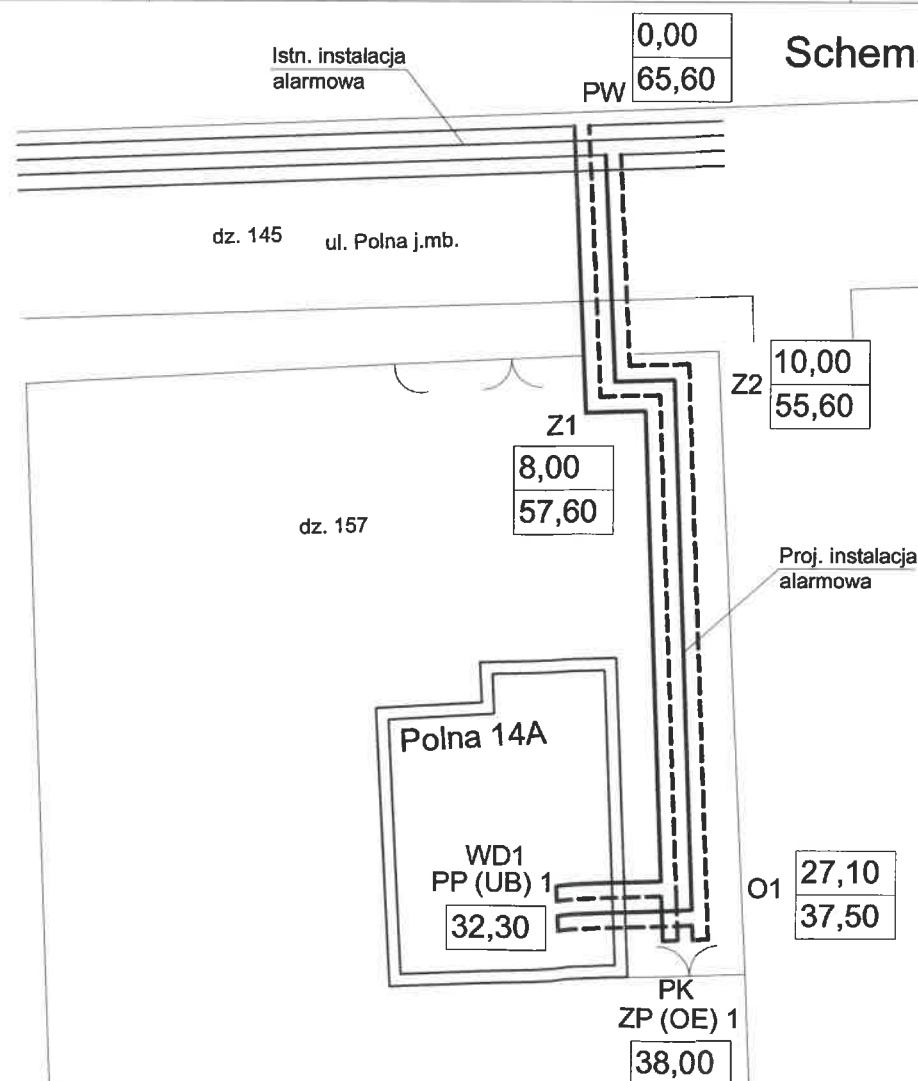 Istn. instalacja
alarmowa
PW
0,00
65,60
dz. 145
ul. Polna j.mb.
Z2
10,00
55,60
Z1
8,00
57,60
dz. 157
Proj. instalacja
alarmowa
Polna 14A
WD1
PP (UB) 1
32,30
O1
27,10
37,50
PK
ZP (OE) 1
38,00